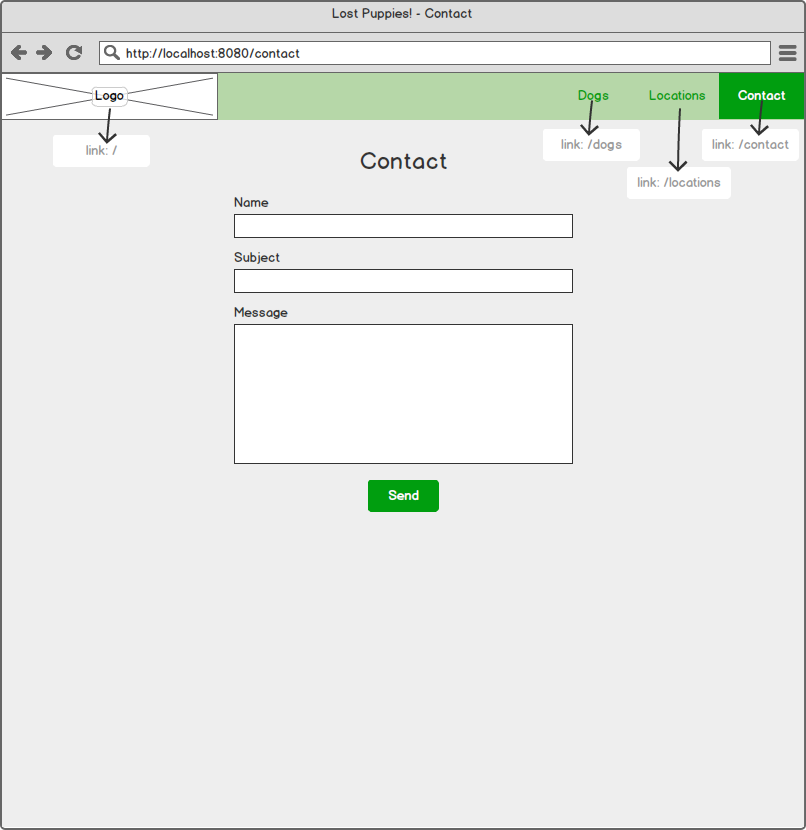 Lost Puppies! - Contact
http://localhost:8080/contact
Logo
Dogs
Locations
Contact
link: /
link: /dogs
link: /contact
link: /locations
Contact
Name
Subject
Message
Send